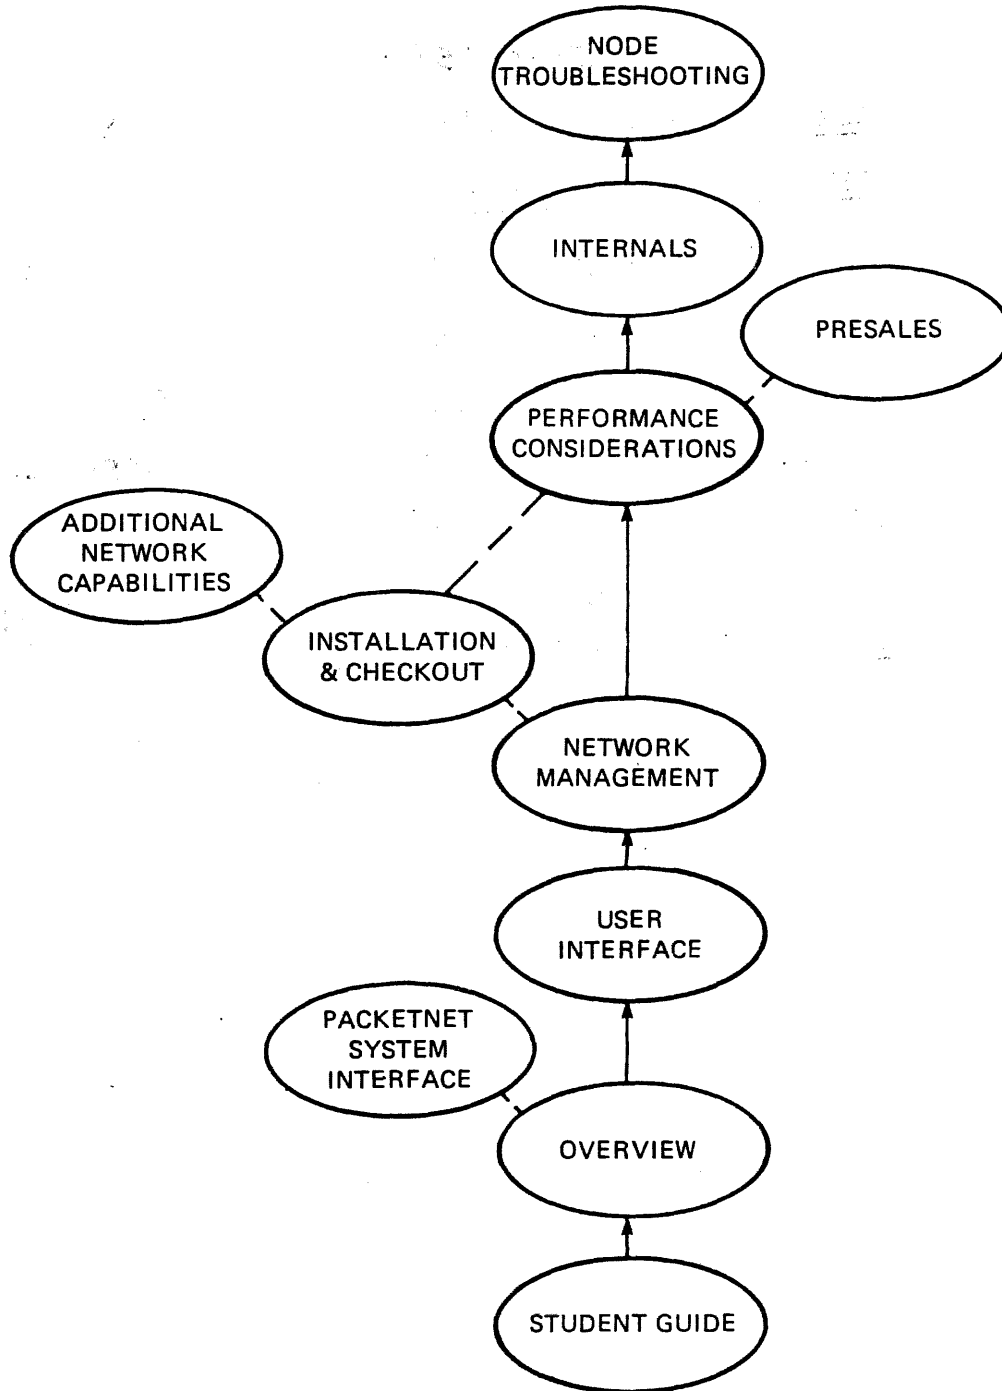 NODE
TROUBLESHOOTING
INTERNALS
PRESALES
PERFORMANCE
CONSIDERATIONS
ADDITIONAL
NETWORK
CAPABILITIES
INSTALLATION
& CHECKOUT
NETWORK
MANAGEMENT
USER
INTERFACE
PACKETNET
SYSTEM
INTERFACE
OVERVIEW
STUDENT GUIDE